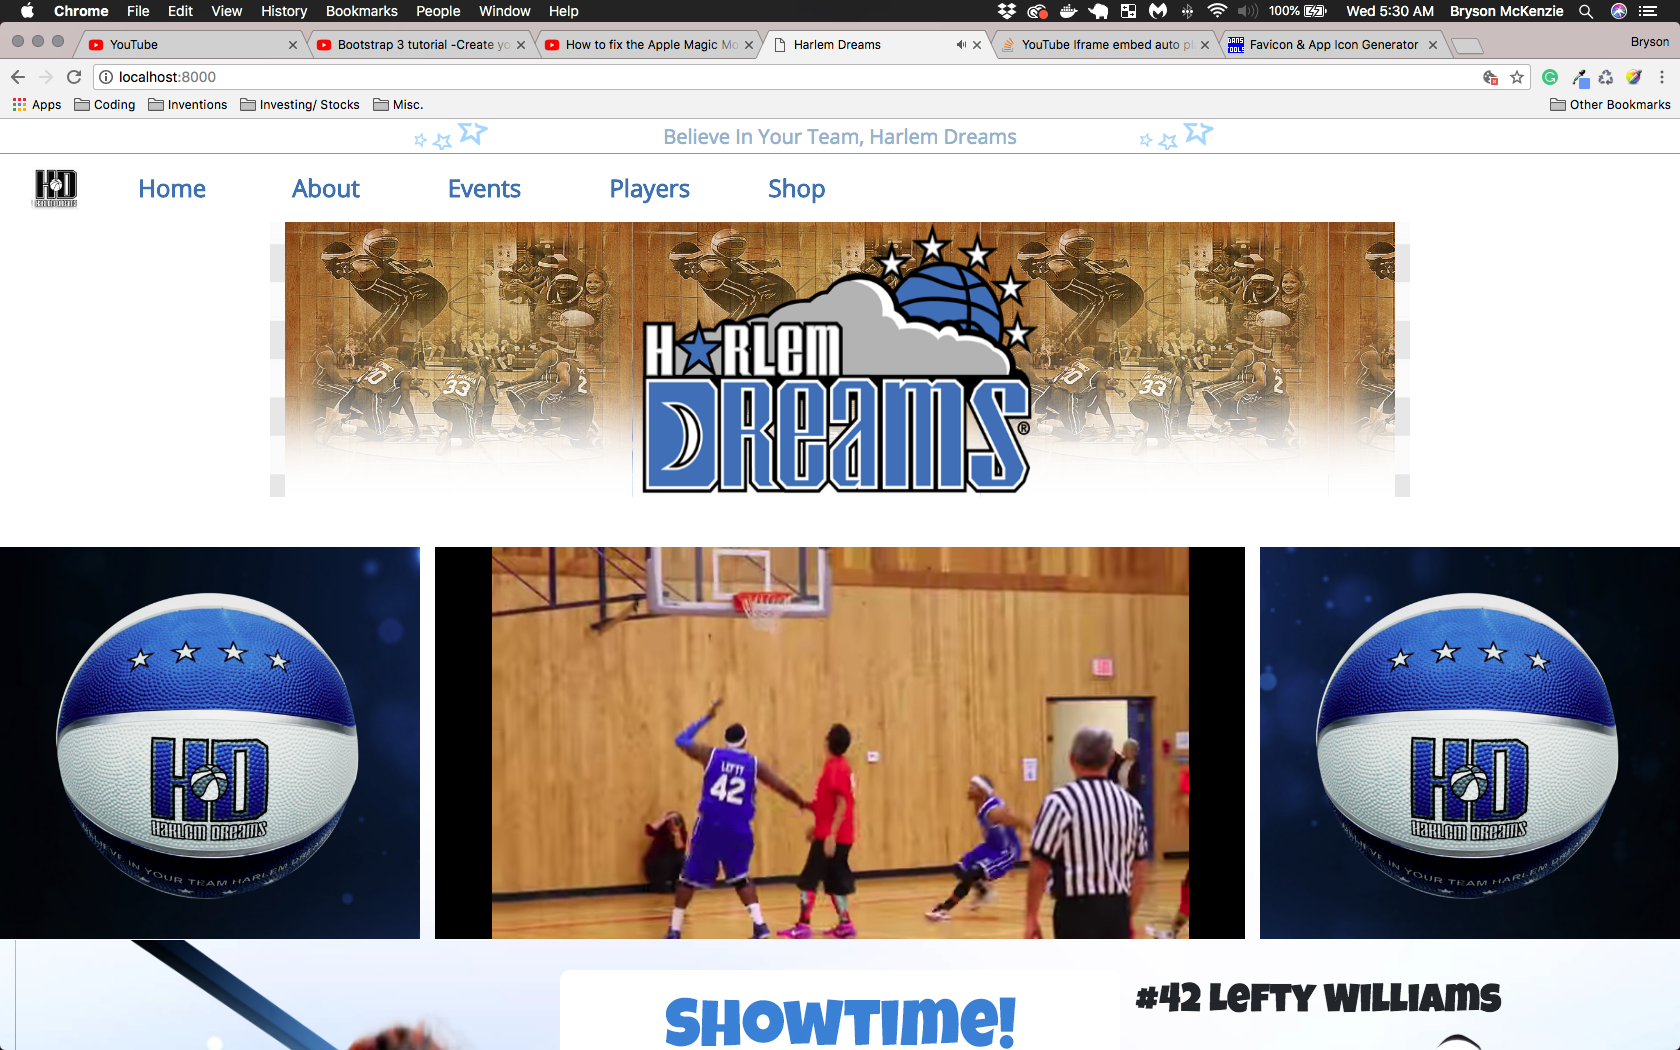 Chrome File Edit View History Bookmarks People Window Help 100% Wed 5:30 AM Bryson McKenzie
YouTube Bootstrap 3 tutorial -Create yo How to fix the Apple Magic Mo Harlem Dreams YouTube Iframe embed auto pl Favicon & App Icon Generator Bryson
localhost:8000
Apps Coding Inventions Investing/ Stocks Misc. Other Bookmarks
Believe In Your Team, Harlem Dreams
HD Home About Events Players Shop
33 33
HARLEM
DREAMS®
LEFTY
42
HD
HARLEM DREAMS
BELIEVE IN YOUR TEAM HARLEM
HD
HARLEM DREAMS
BELIEVE IN YOUR TEAM HARLEM
SHOWTIME!
#42 LEFTY WILLIAMS